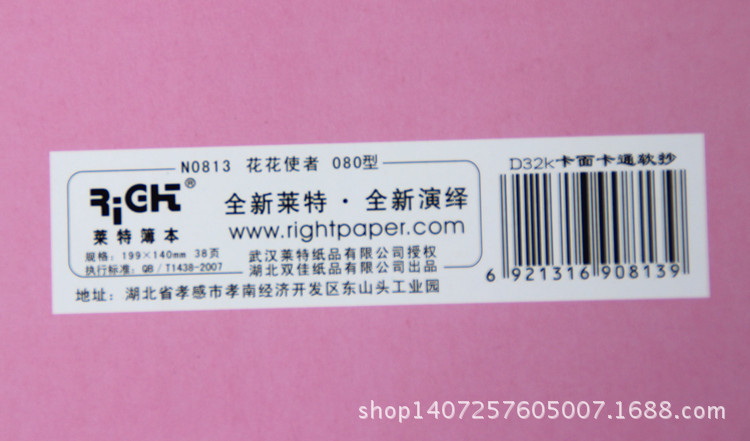 N0813 花花使者 080型
D32k卡面卡通软抄
RiGHt®
莱特簿本
规格：199×140mm 38页
执行标准：QB/T1438-2007
全新莱特·全新演绎
www.rightpaper.com
武汉莱特纸品有限公司授权
湖北双佳纸品有限公司出品
6 921316 908139
地址：湖北省孝感市孝南经济开发区东山头工业园
shop1407257605007.1688.com